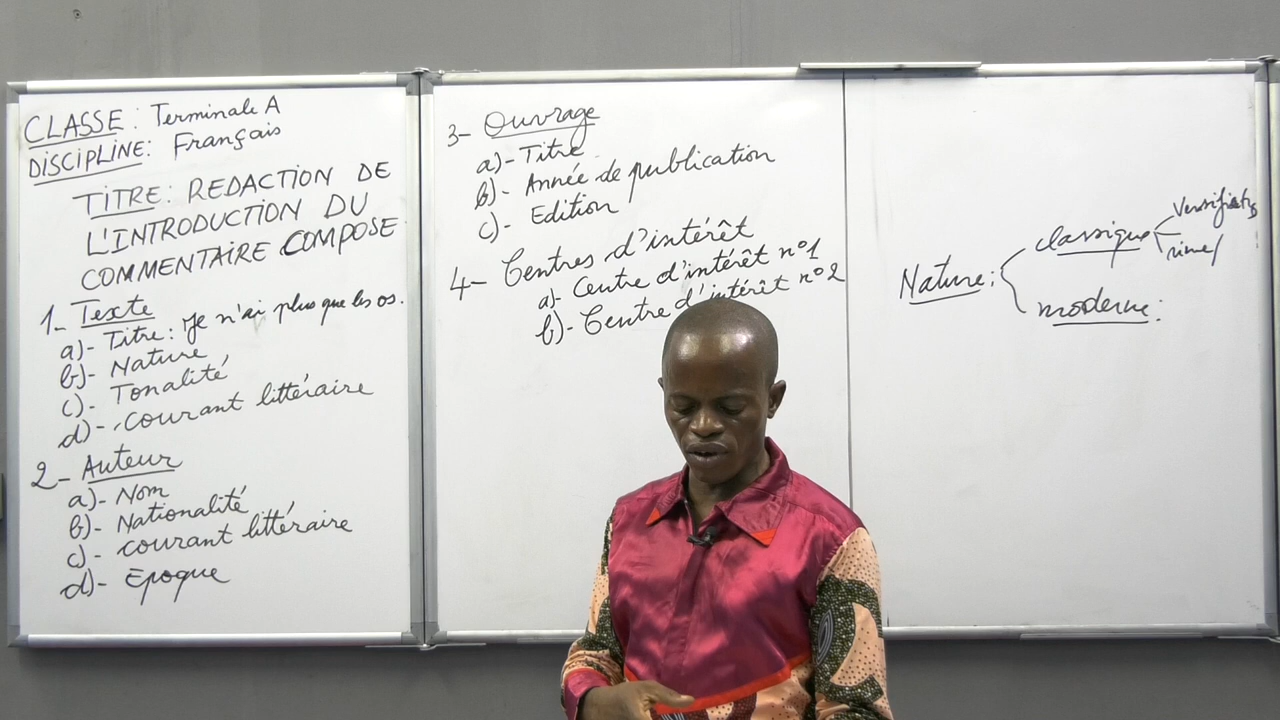 CLASSE : Terminale A
DISCIPLINE : Français
TITRE : REDACTION DE
L'INTRODUCTION DU
COMMENTAIRE COMPOSE
1- Texte
a)- Titre : Je n'ai plus que les os.
b)- Nature
c)- Tonalité
d)- courant littéraire
2- Auteur
a)- Nom
b)- Nationalité
c)- courant littéraire
d)- Epoque
3- Ouvrage
a)- Titre
b)- Année de publication
c)- Edition
4- Centres d'intérêt
a)- Centre d'intérêt n°1
b)- Centre d'intérêt n°2
Nature :
classique
moderne :